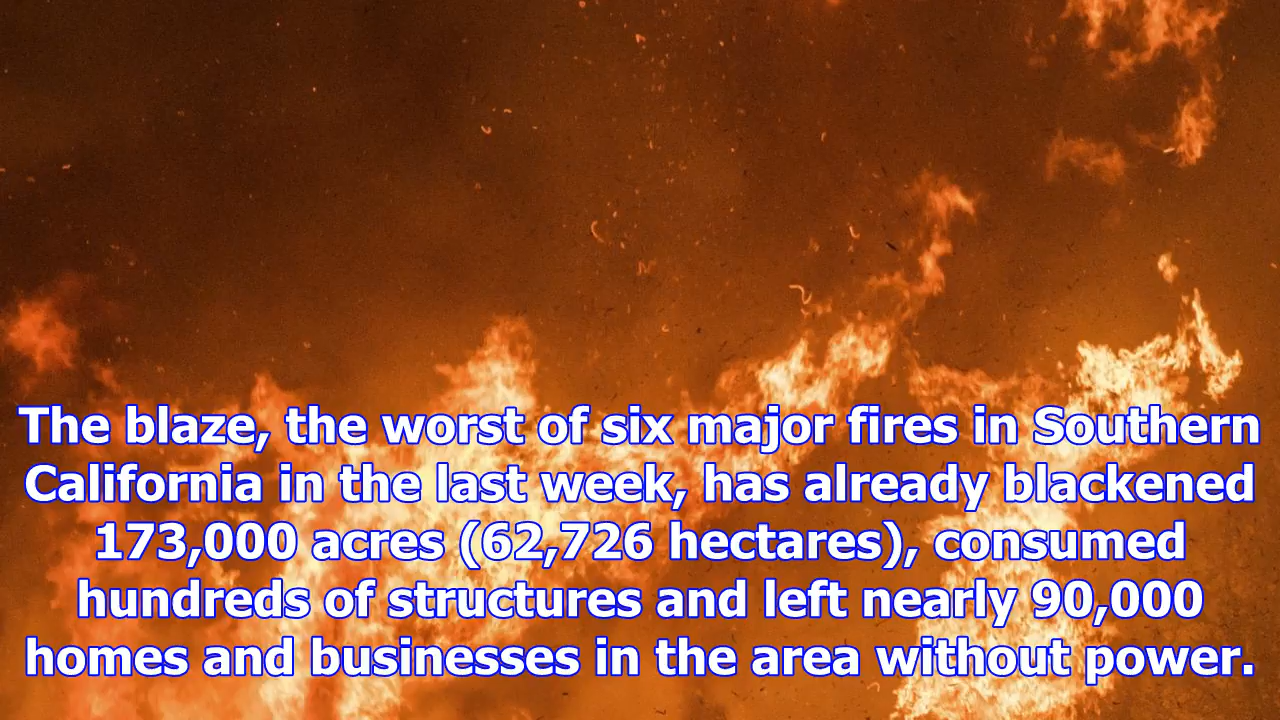 The blaze, the worst of six major fires in Southern
California in the last week, has already blackened
173,000 acres (62,726 hectares), consumed
hundreds of structures and left nearly 90,000
homes and businesses in the area without power.